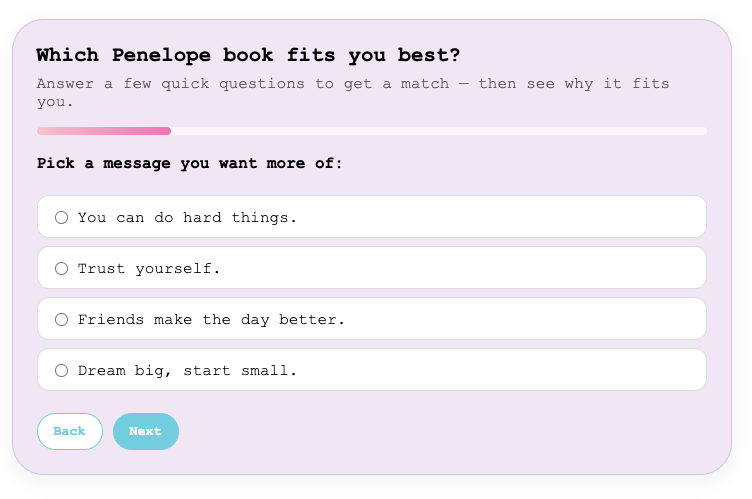 Which Penelope book fits you best?
Answer a few quick questions to get a match — then see why it fits
you.
Pick a message you want more of:
You can do hard things.
Trust yourself.
Friends make the day better.
Dream big, start small.
Back
Next